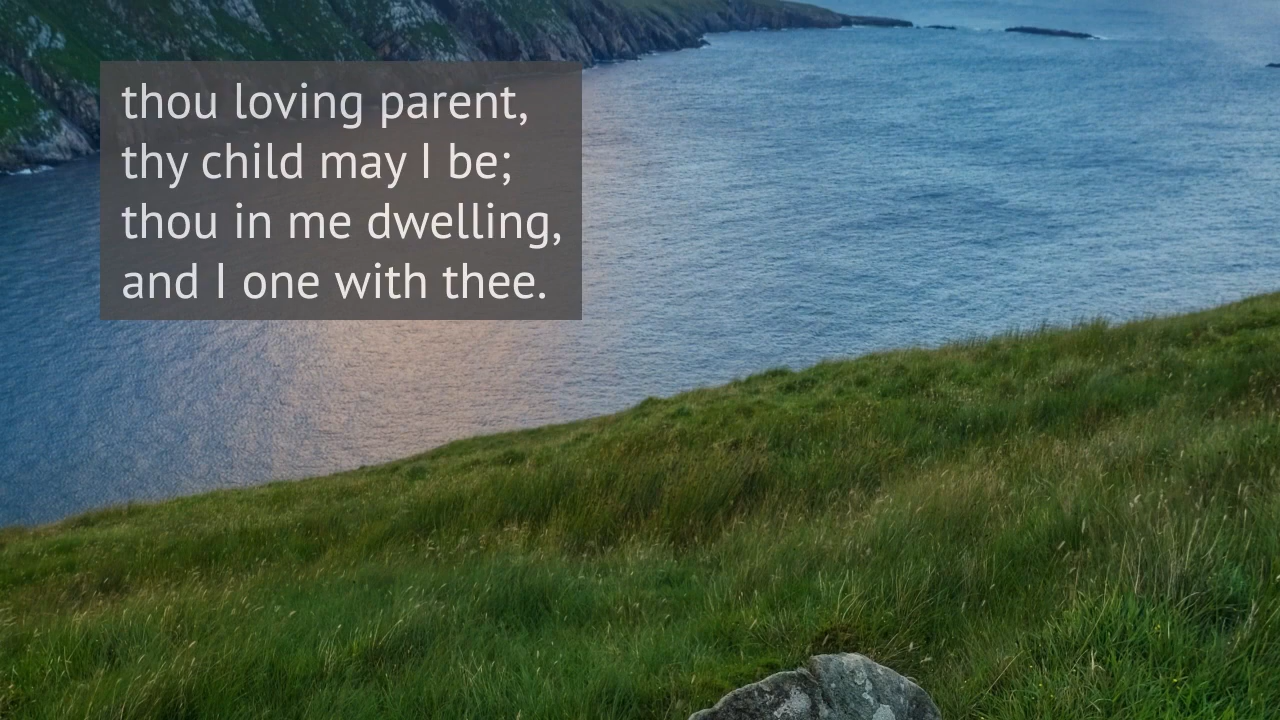 thou loving parent,
thy child may I be;
thou in me dwelling,
and I one with thee.